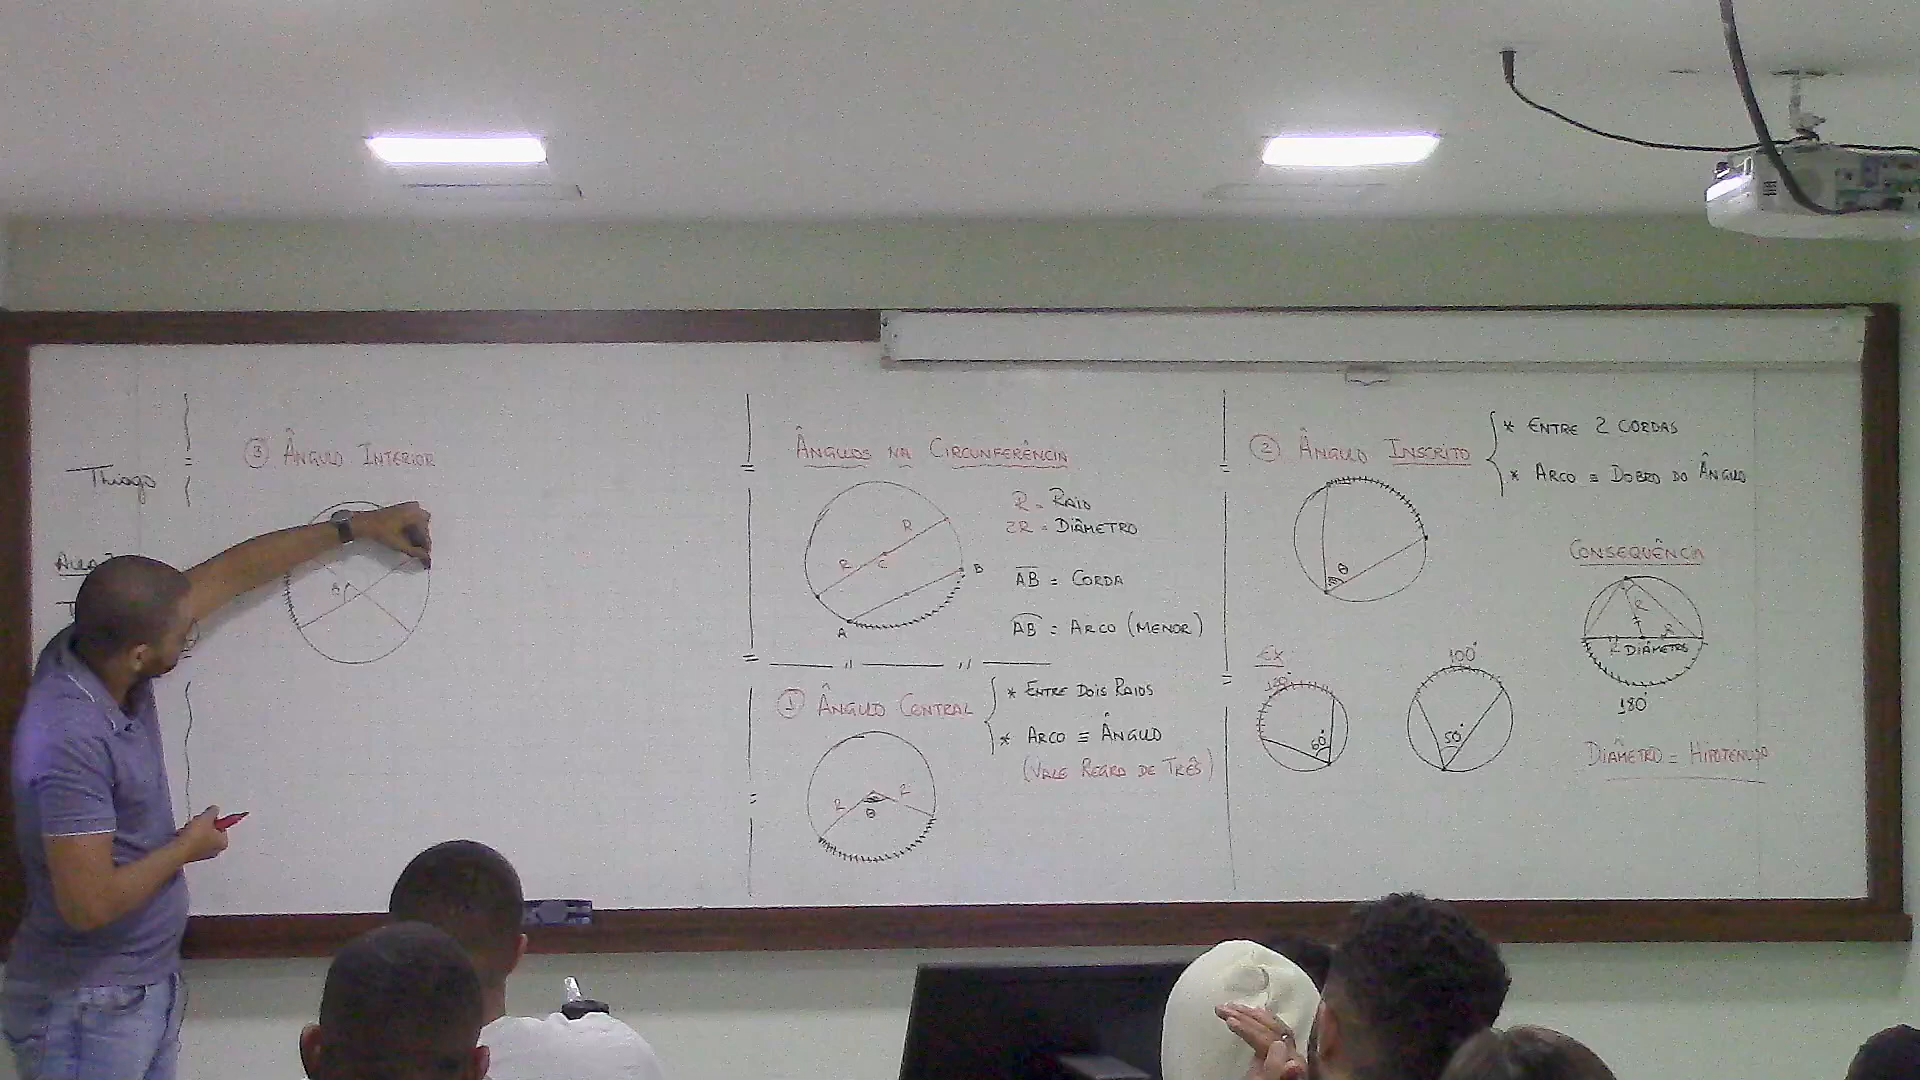 Thiago
③ Ângulo Interior
Ângulos na Circunferência
R
R
C
B
A
R = Raio
2R = Diâmetro
AB = Corda
AB = Arco (Menor)
① Ângulo Central
* Entre Dois Raios
* Arco ≡ Ângulo
(Vale Regra de Três)
R
R
θ
② Ângulo Inscrito
* Entre 2 Cordas
* Arco ≡ Dobro do Ângulo
θ
Consequência
R
R
R
Diâmetro
180°
Diâmetro = Hipotenusa
Ex
120°
60°
100°
50°